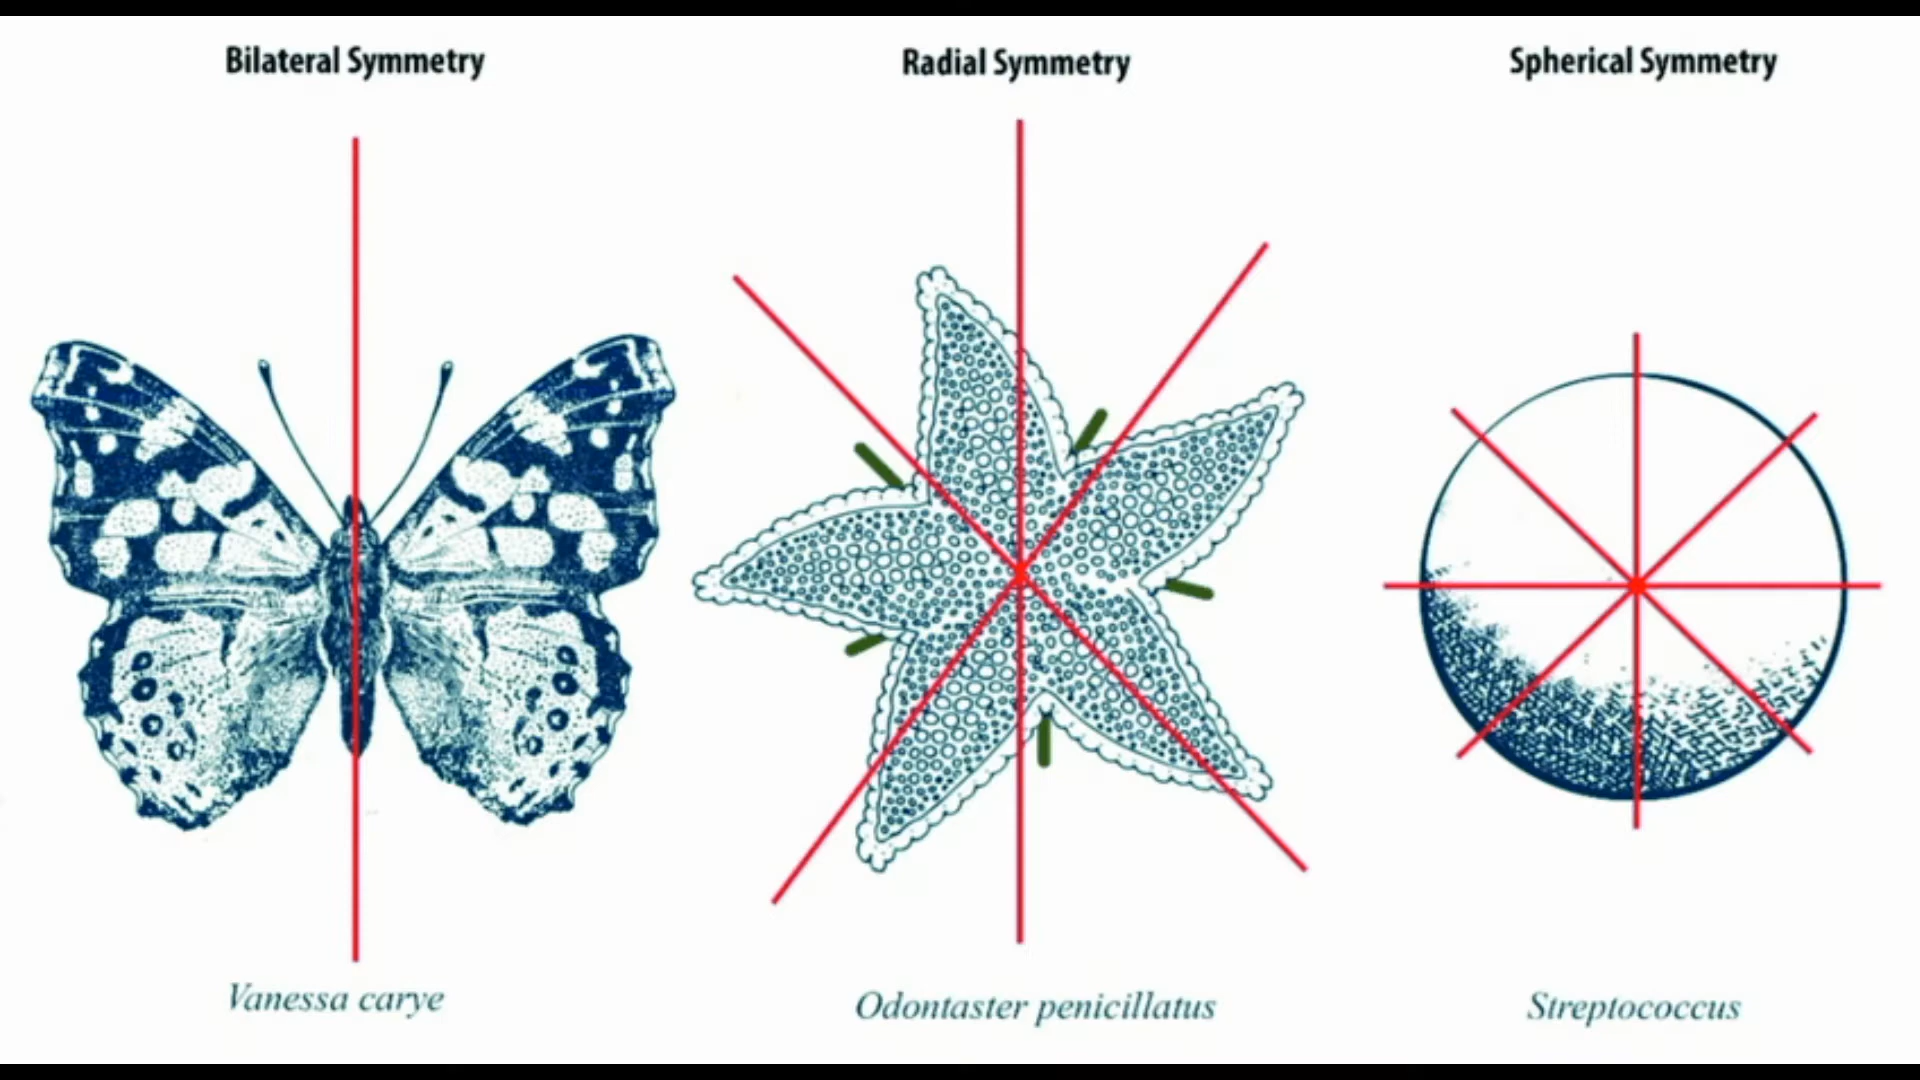 Bilateral Symmetry
Radial Symmetry
Spherical Symmetry
Vanessa carye
Odontaster penicillatus
Streptococcus